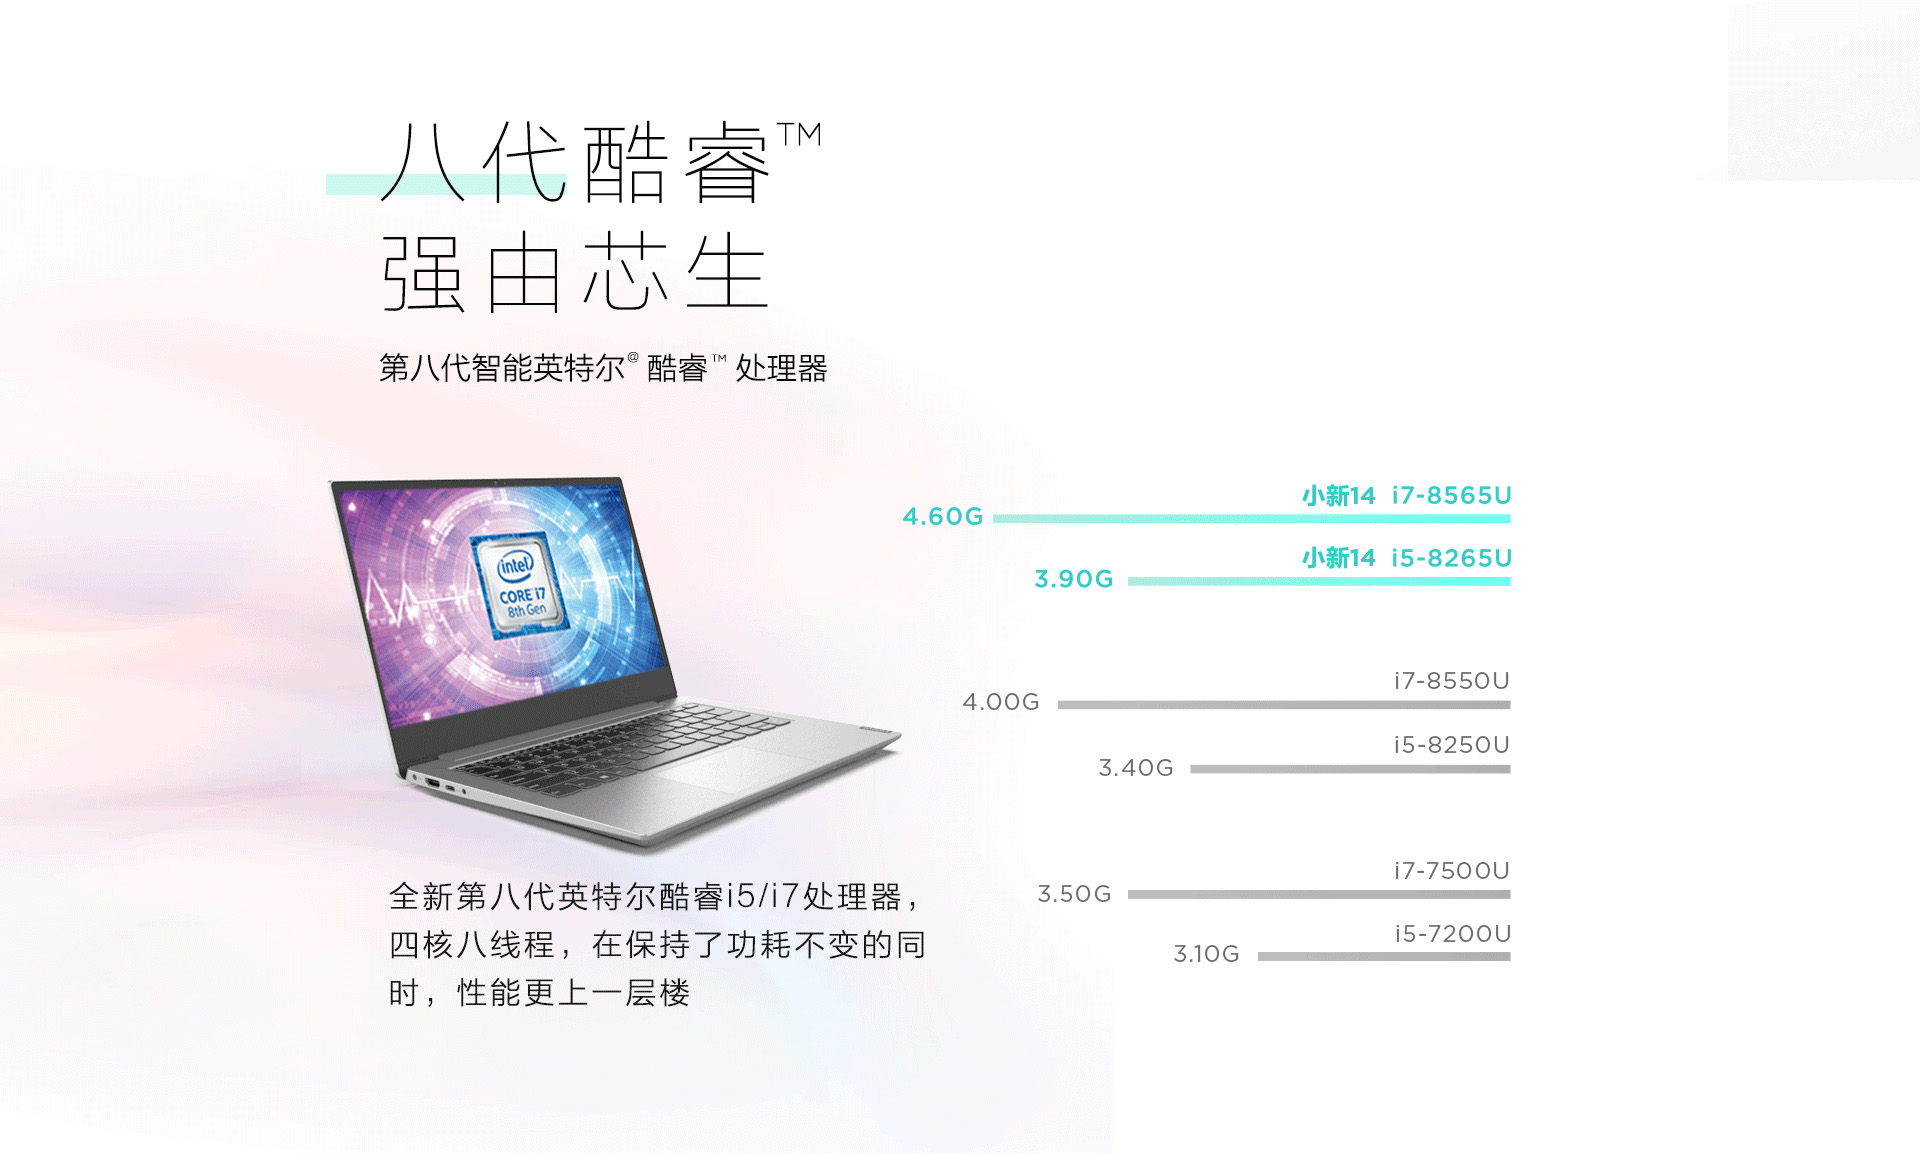 八代酷睿™
强由芯生
第八代智能英特尔@ 酷睿™ 处理器
intel
CORE i7
8th Gen
全新第八代英特尔酷睿i5/i7处理器，
四核八线程，在保持了功耗不变的同
时，性能更上一层楼
小新14 i7-8565U
4.60G
小新14 i5-8265U
3.90G
i7-8550U
4.00G
i5-8250U
3.40G
i7-7500U
3.50G
i5-7200U
3.10G